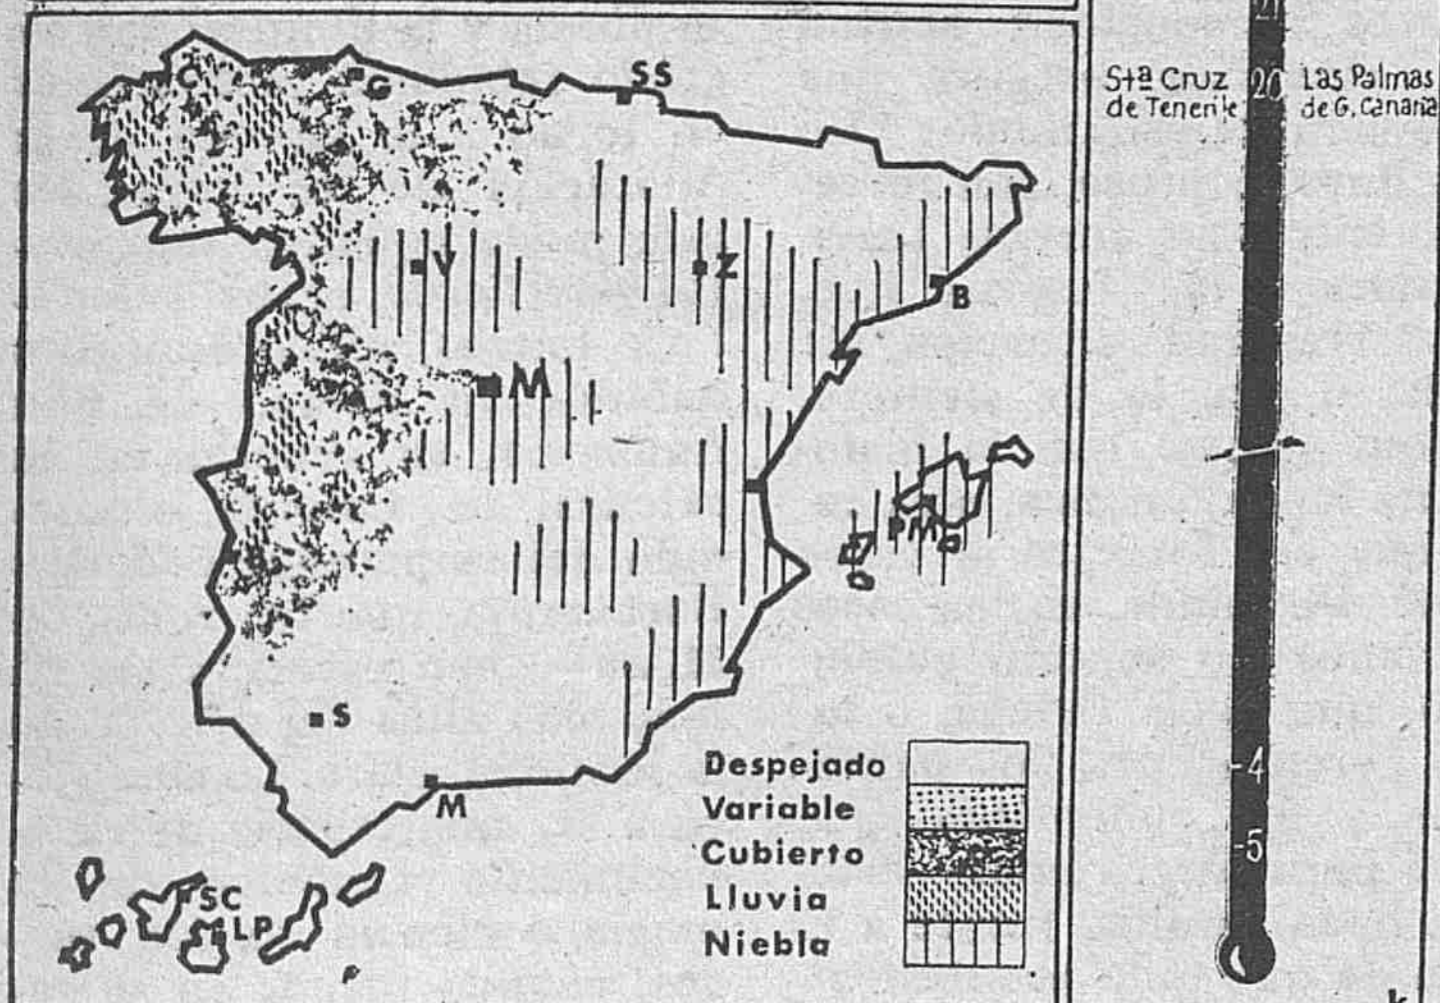 C
G
SS
V
Z
B
M
PM
S
M
SC
LP
Despejado
Variable
Cubierto
Lluvia
Niebla
21
Stª Cruz 20 Las Palmas
de Tenerife de G. Canaria
-4
-5